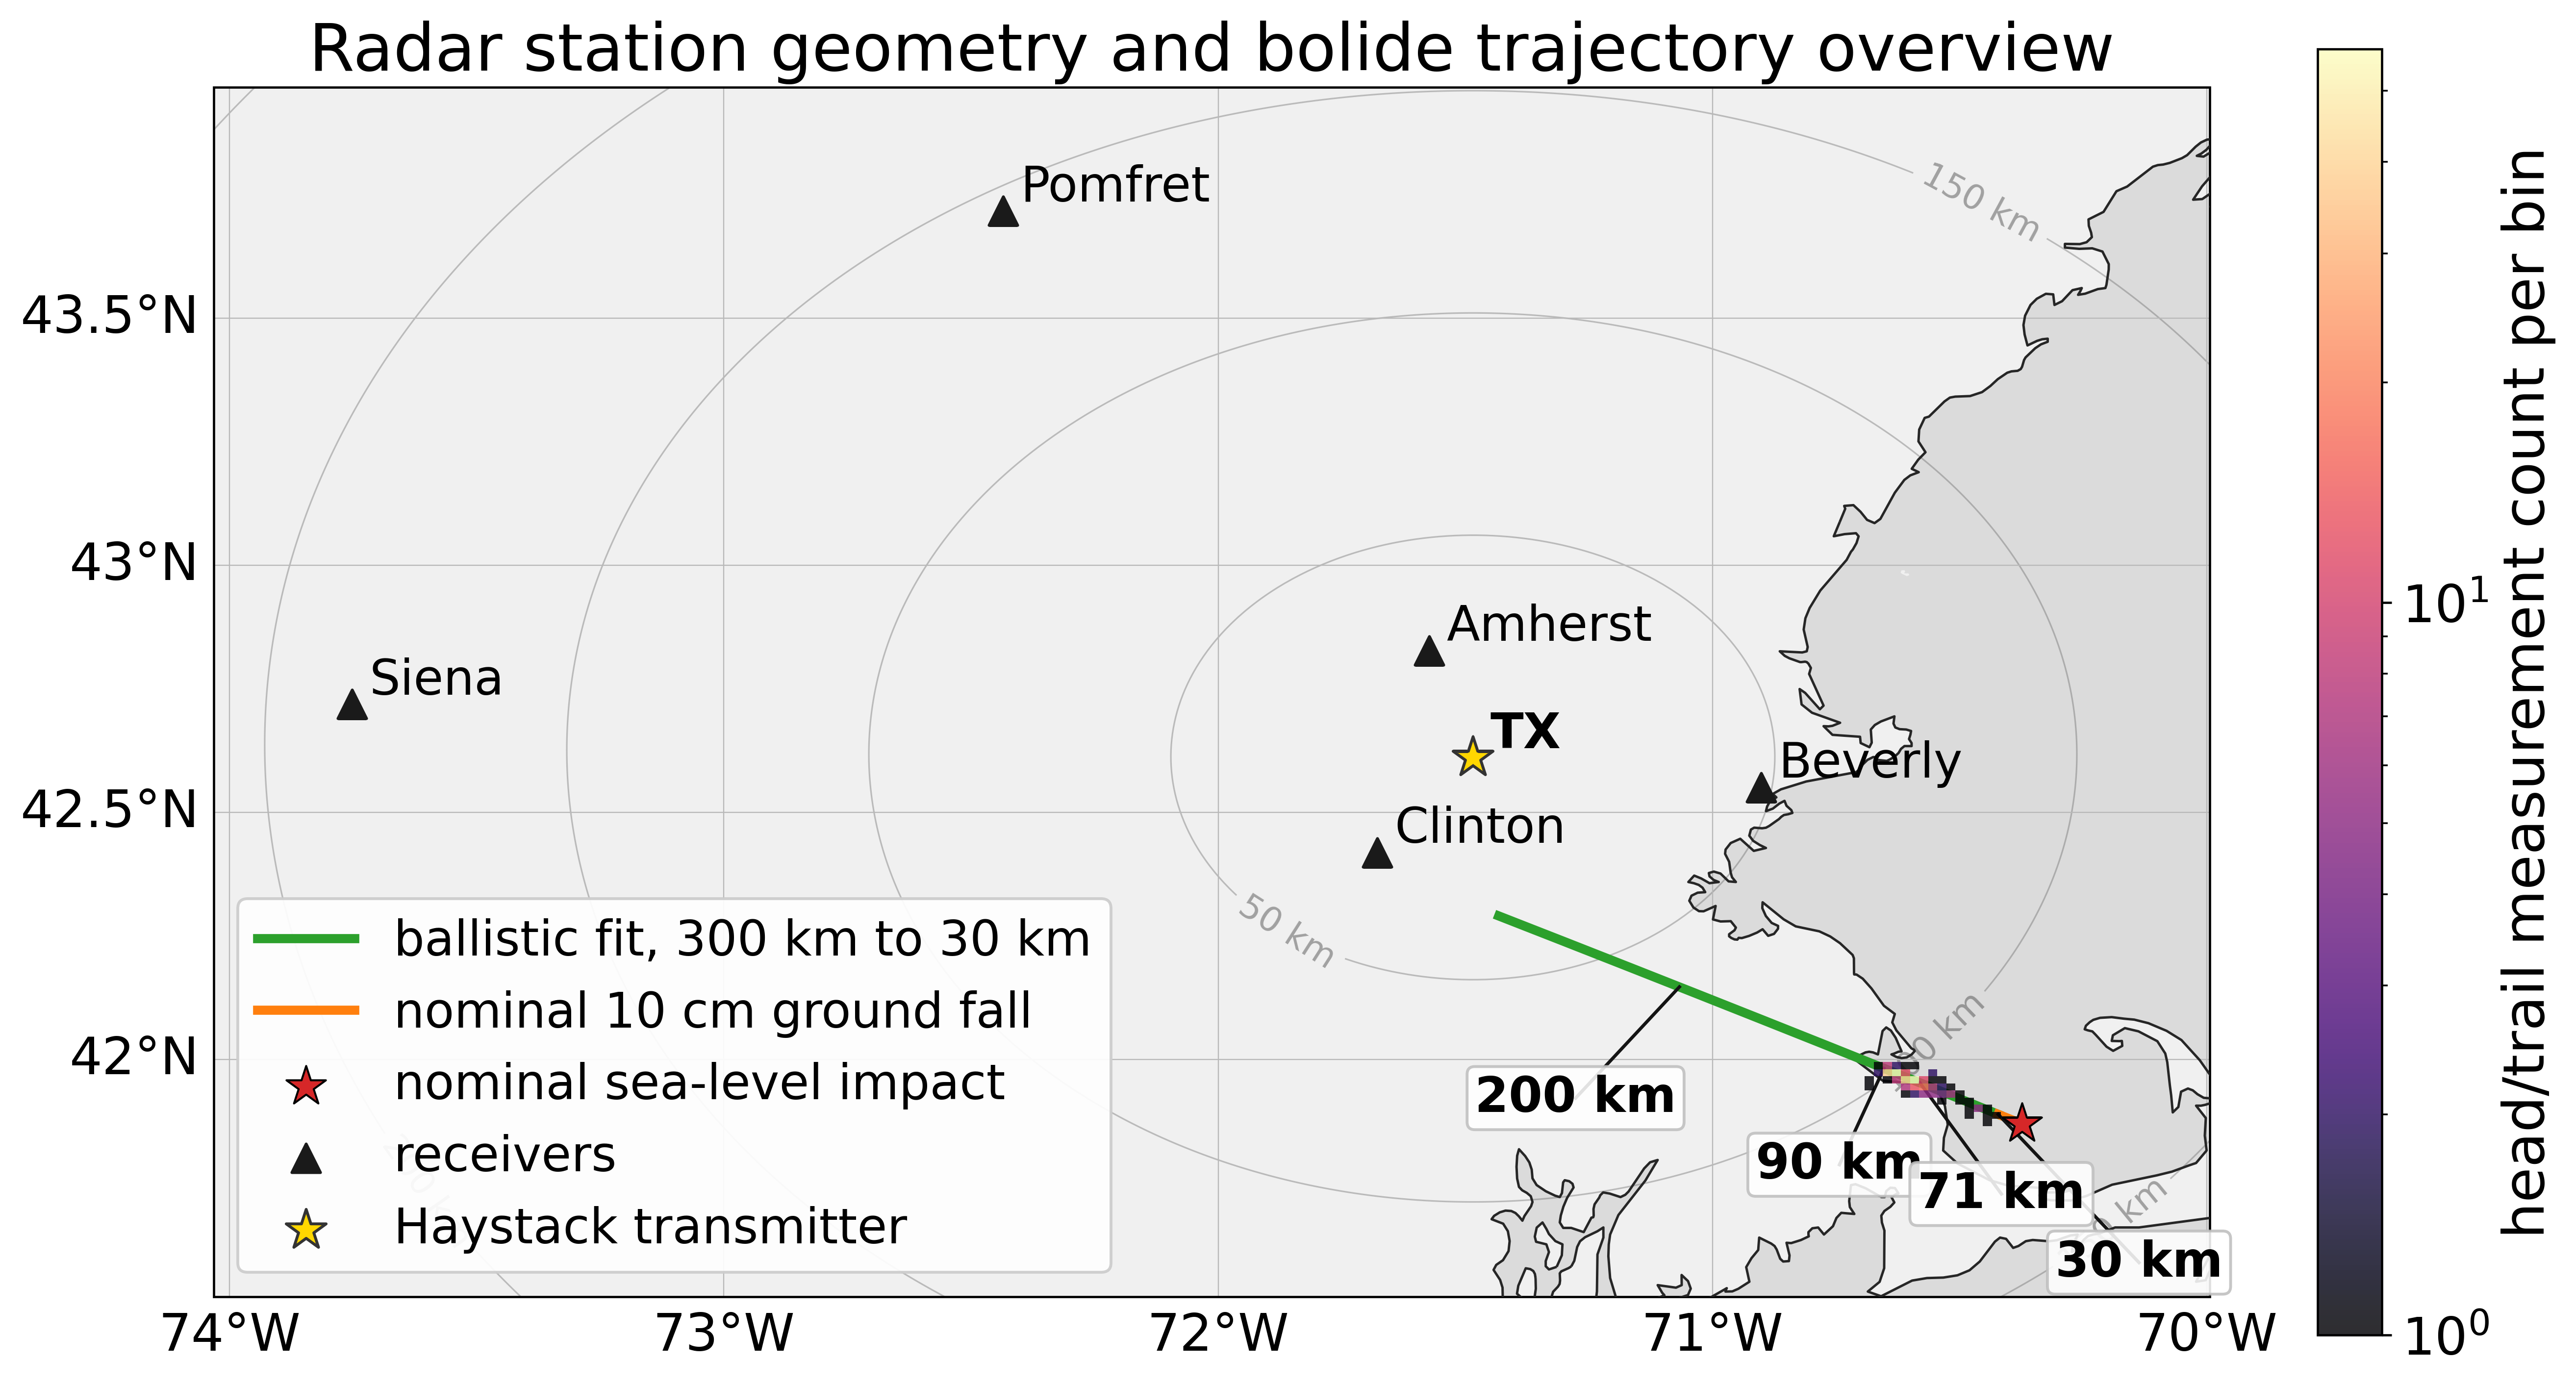 Radar station geometry and bolide trajectory overview
150 km
Pomfret
43.5°N
43°N
Amherst
Siena
TX
Beverly
42.5°N
Clinton
50 km
ballistic fit, 300 km to 30 km
nominal 10 cm ground fall
nominal sea-level impact
receivers
Haystack transmitter
42°N
km
200 km
90 km
71 km
km
30 km
74°W
73°W
72°W
71°W
70°W
10¹
10⁰
head/trail measurement count per bin